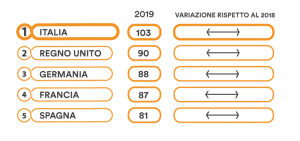 2019 VARIAZIONE RISPETTO AL 2018
1 ITALIA 103
2 REGNO UNITO 90
3 GERMANIA 88
4 FRANCIA 87
5 SPAGNA 81